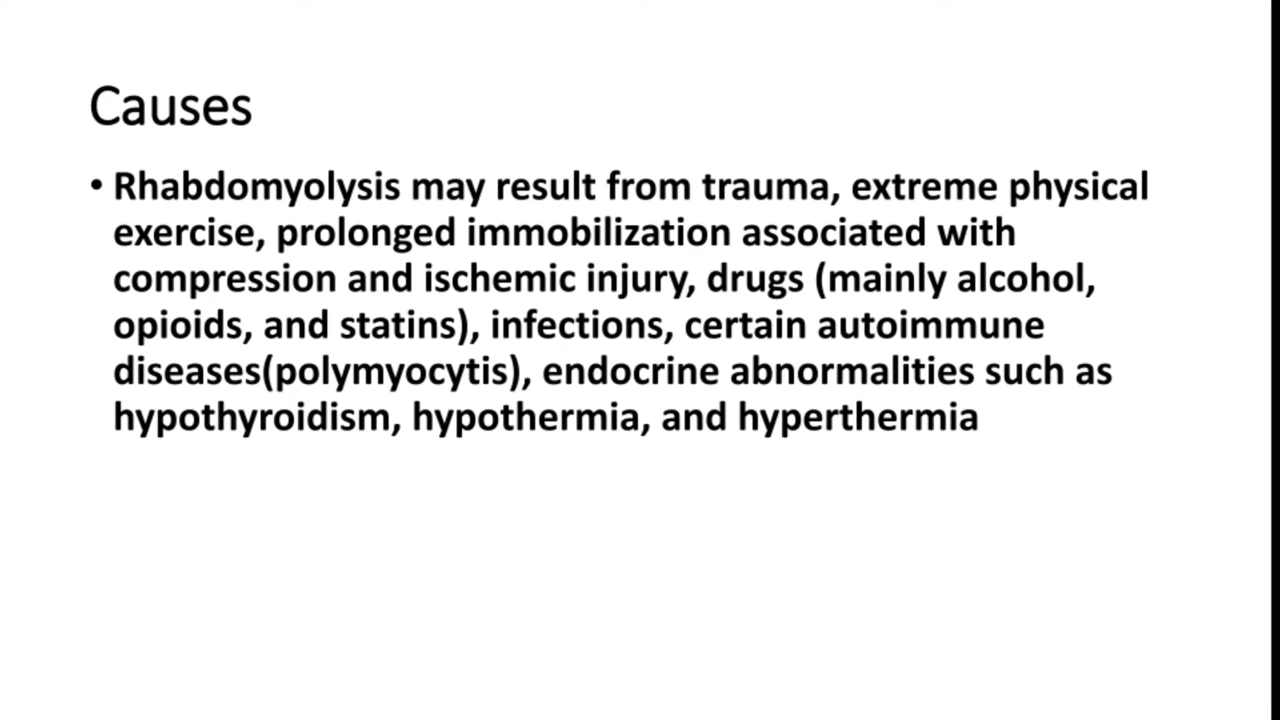 Causes
• Rhabdomyolysis may result from trauma, extreme physical
exercise, prolonged immobilization associated with
compression and ischemic injury, drugs (mainly alcohol,
opioids, and statins), infections, certain autoimmune
diseases(polymyocytis), endocrine abnormalities such as
hypothyroidism, hypothermia, and hyperthermia